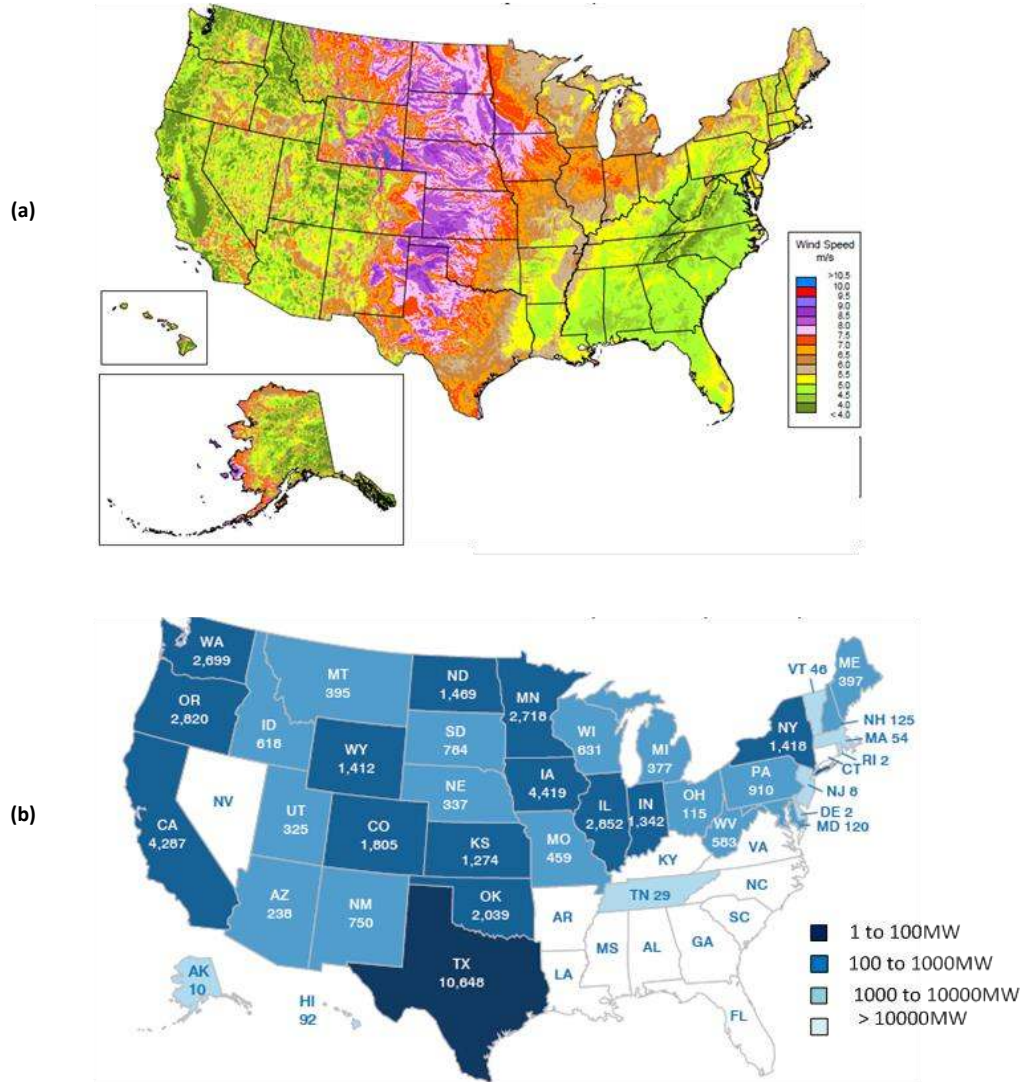 (a)
Wind Speed
m/s
>10.5
10.0
9.5
9.0
8.5
8.0
7.5
7.0
6.5
6.0
5.5
5.0
4.5
4.0
< 4.0
(b)
WA
2,699
OR
2,820
CA
4,287
NV
ID
618
MT
395
WY
1,412
UT
325
CO
1,805
AZ
238
NM
750
ND
1,469
SD
784
NE
337
KS
1,274
OK
2,039
TX
10,648
MN
2,718
IA
4,419
MO
459
AR
LA
WI
631
IL
2,852
MI
377
IN
1,342
OH
115
KY
TN 29
MS
AL
GA
FL
SC
NC
VA
WV
583
PA
910
NY
1,418
VT 46
ME
397
NH 125
MA 54
RI 2
CT
NJ 8
DE 2
MD 120
AK
10
HI
92
1 to 100MW
100 to 1000MW
1000 to 10000MW
> 10000MW